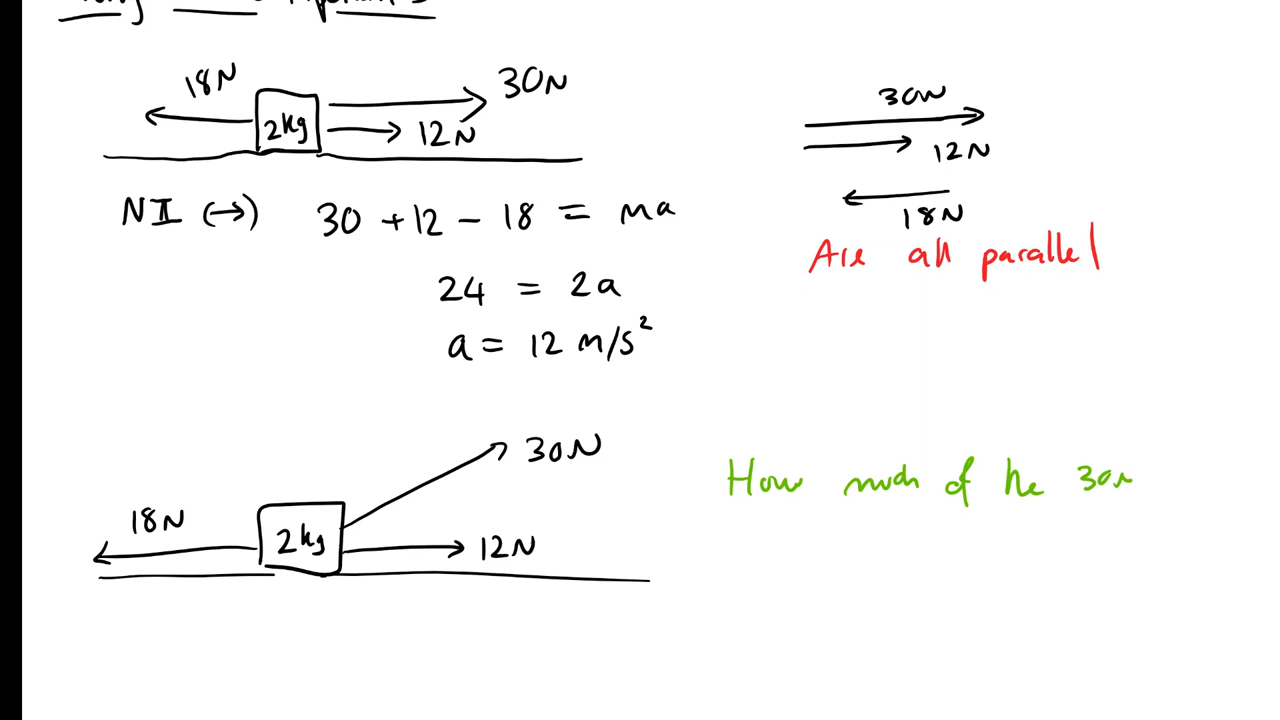 18N
30N
2kg
12N
NII (→) 30 + 12 - 18 = ma
24 = 2a
a = 12 m/s²
30N
12N
18N
Are all parallel
30N
18N
2kg
12N
How much of the 30N